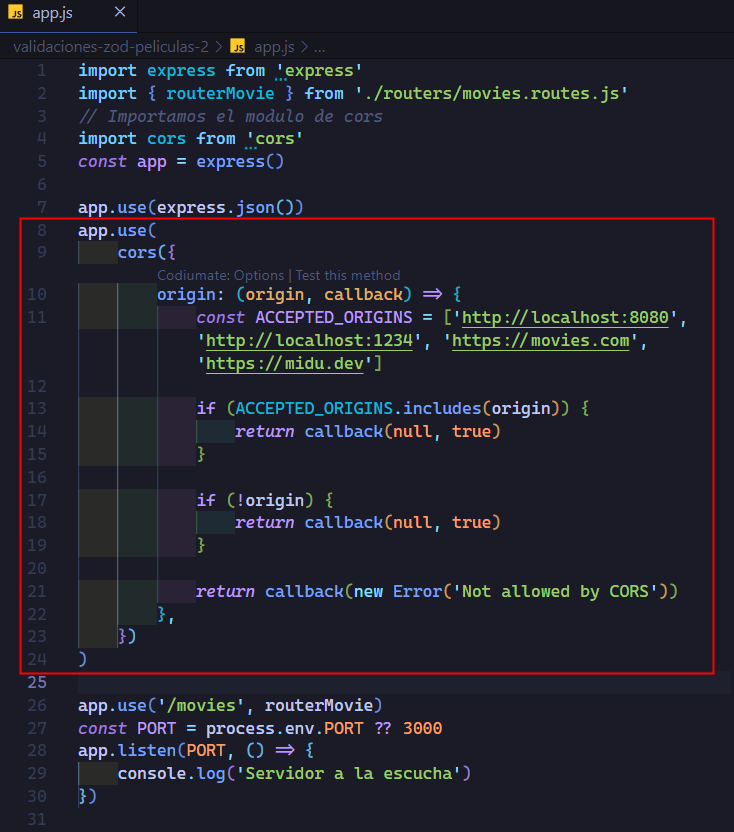 JS app.js ×
validaciones-zod-peliculas-2 > JS app.js > ...
1 import express from 'express'
2 import { routerMovie } from './routers/movies.routes.js'
3 // Importamos el modulo de cors
4 import cors from 'cors'
5 const app = express()
6
7 app.use(express.json())
8 app.use(
9 cors({
Codiumate: Options | Test this method
10 origin: (origin, callback) => {
11 const ACCEPTED_ORIGINS = ['http://localhost:8080',
'http://localhost:1234', 'https://movies.com',
'https://midu.dev']
12
13 if (ACCEPTED_ORIGINS.includes(origin)) {
14 return callback(null, true)
15 }
16
17 if (!origin) {
18 return callback(null, true)
19 }
20
21 return callback(new Error('Not allowed by CORS'))
22 },
23 })
24 )
25
26 app.use('/movies', routerMovie)
27 const PORT = process.env.PORT ?? 3000
28 app.listen(PORT, () => {
29 console.log('Servidor a la escucha')
30 })
31